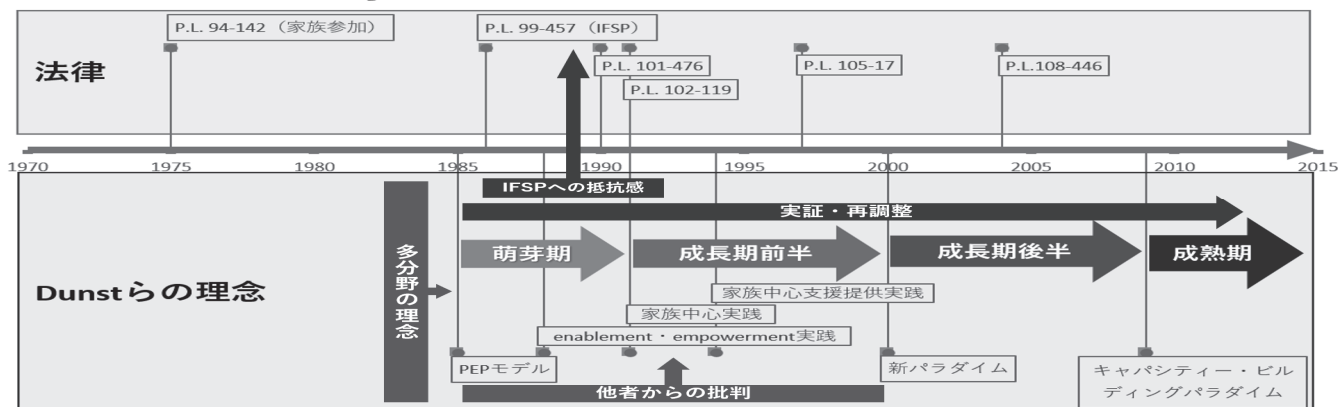 P.L. 94-142（家族参加）
P.L. 99-457（IFSP）
法律
P.L. 101-476
P.L. 105-17
P.L.108-446
P.L. 102-119
1970
1975
1980
1985
1990
1995
2000
2005
2010
2015
IFSPへの抵抗感
実証・再調整
多分野の理念
萌芽期
成長期前半
成長期後半
成熟期
Dunstらの理念
家族中心支援提供実践
家族中心実践
enablement・empowerment実践
PEPモデル
新パラダイム
キャパシティー・ビル
ディングパラダイム
他者からの批判